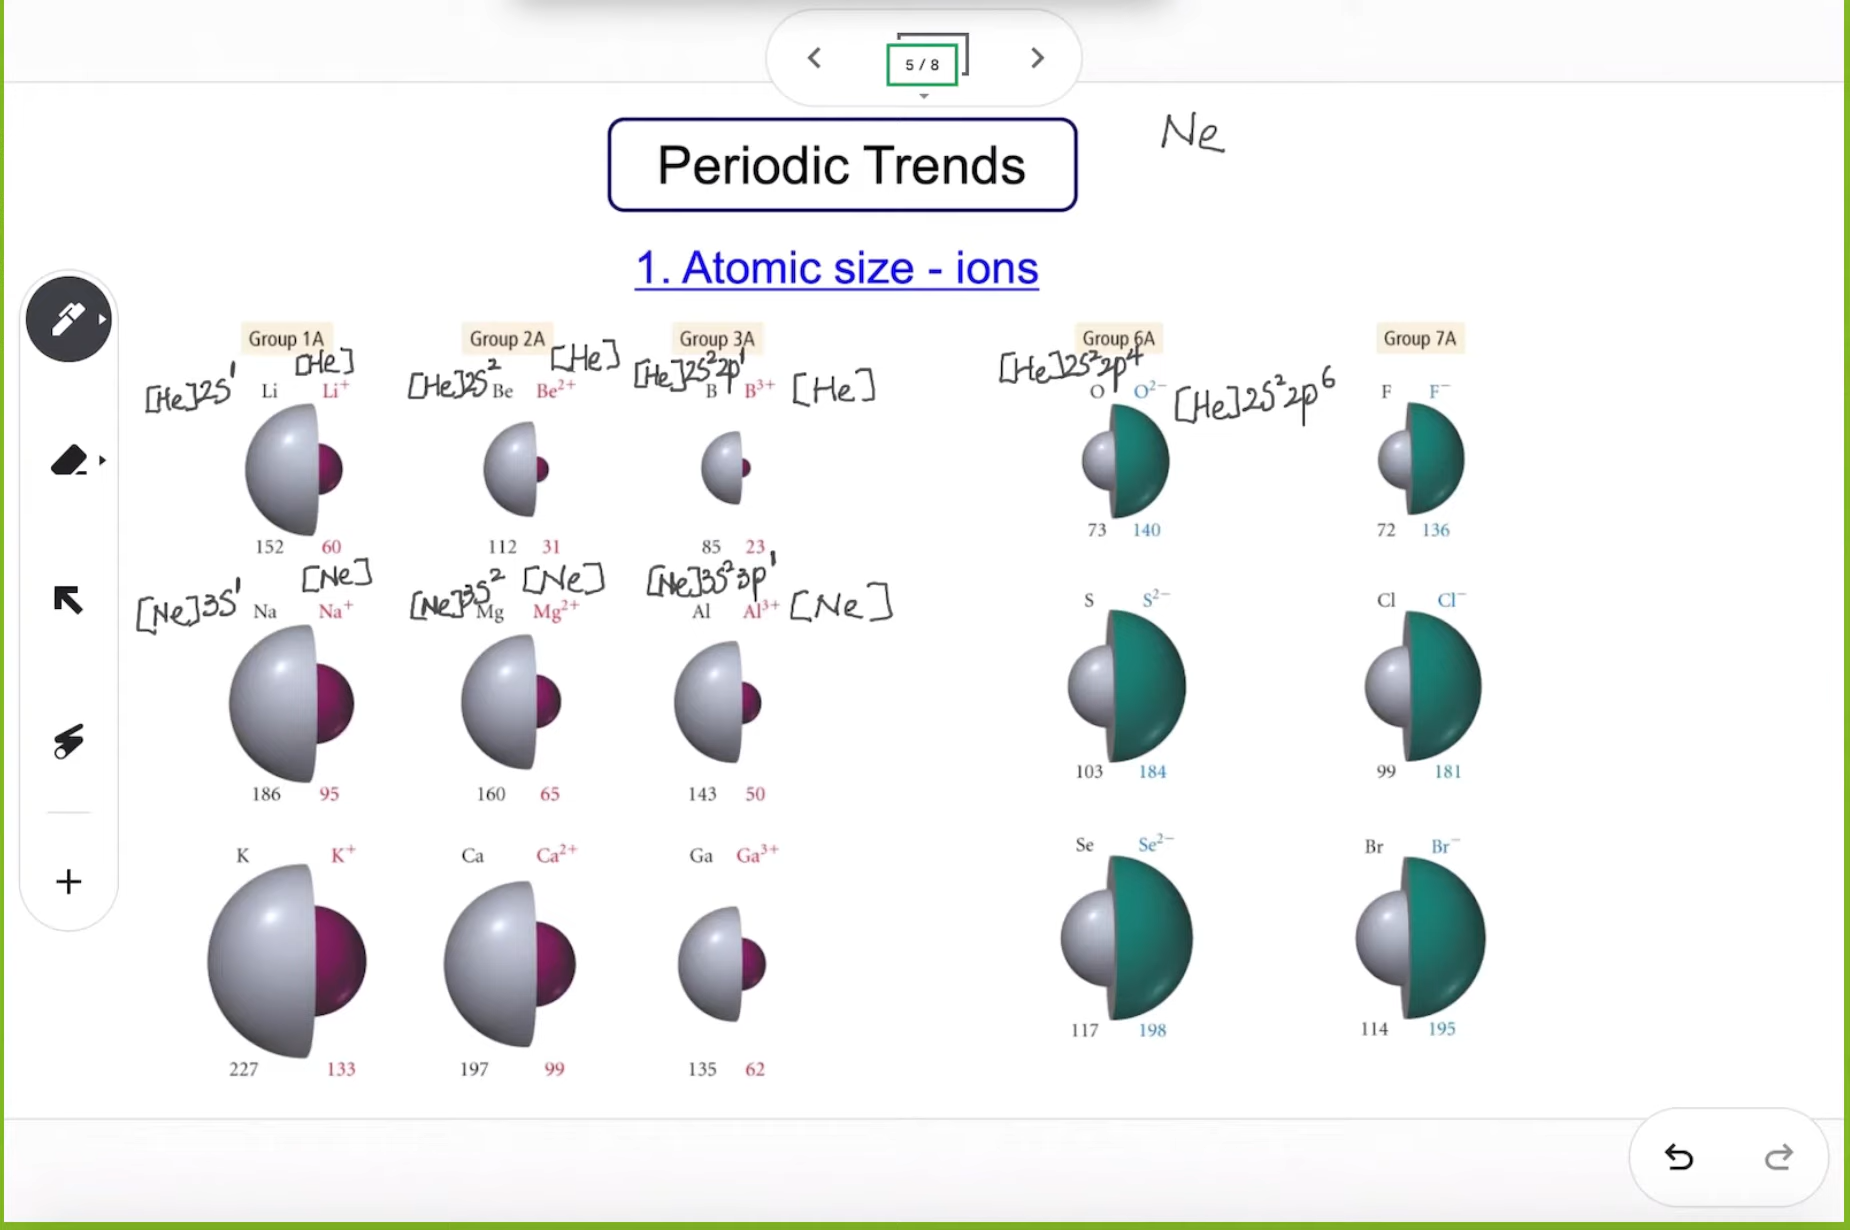 5 / 8
Ne
Periodic Trends
1. Atomic size - ions
Group 1A Group 2A Group 3A Group 6A Group 7A
[He]2s¹ Li [He] Li⁺ [He]2s² Be [He] Be²⁺ [He]2s²2p¹ B B³⁺ [He] [He]2s²2p⁴ O O²⁻ [He]2s²2p⁶ F F⁻
152 60 112 31 85 23 73 140 72 136
[Ne]3s¹ Na [Ne] Na⁺ [Ne]3s² Mg [Ne] Mg²⁺ [Ne]3s²3p¹ Al Al³⁺ [Ne] S S²⁻ Cl Cl⁻
186 95 160 65 143 50 103 184 99 181
K K⁺ Ca Ca²⁺ Ga Ga³⁺ Se Se²⁻ Br Br⁻
227 133 197 99 135 62 117 198 114 195